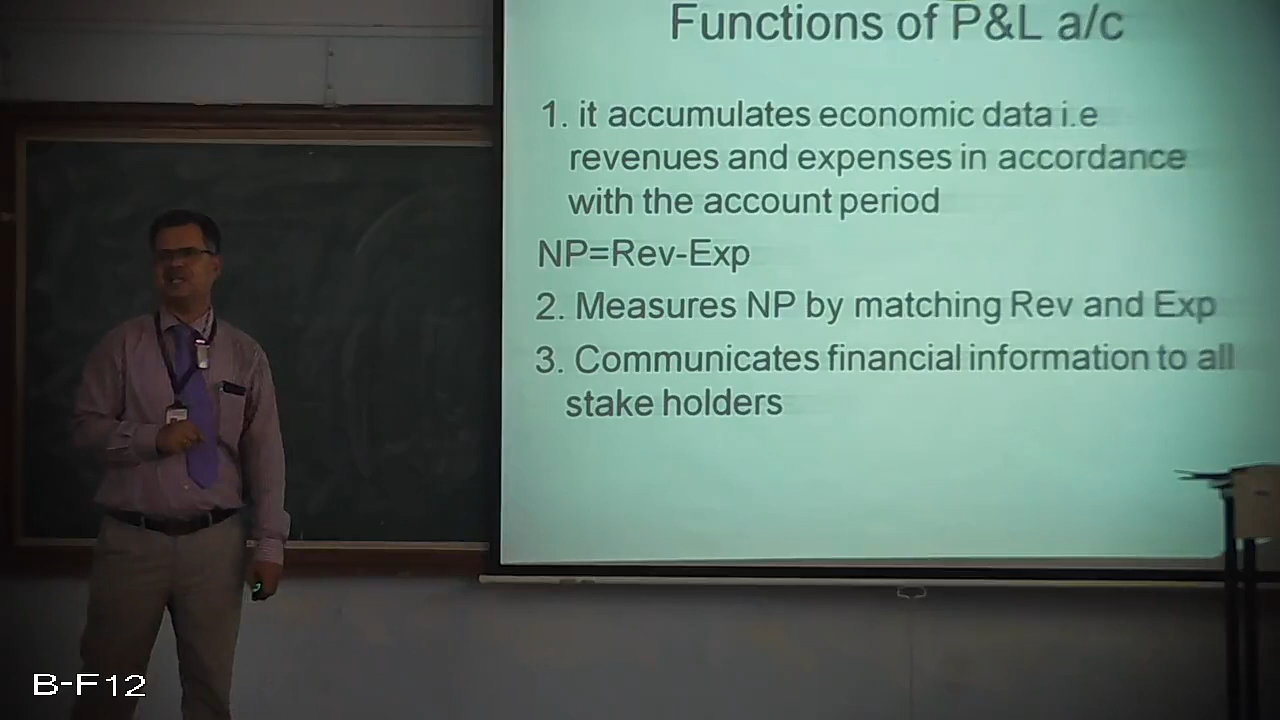 Functions of P&L a/c
1. it accumulates economic data i.e
revenues and expenses in accordance
with the account period
NP=Rev-Exp
2. Measures NP by matching Rev and Exp
3. Communicates financial information to all
stake holders
B-F12